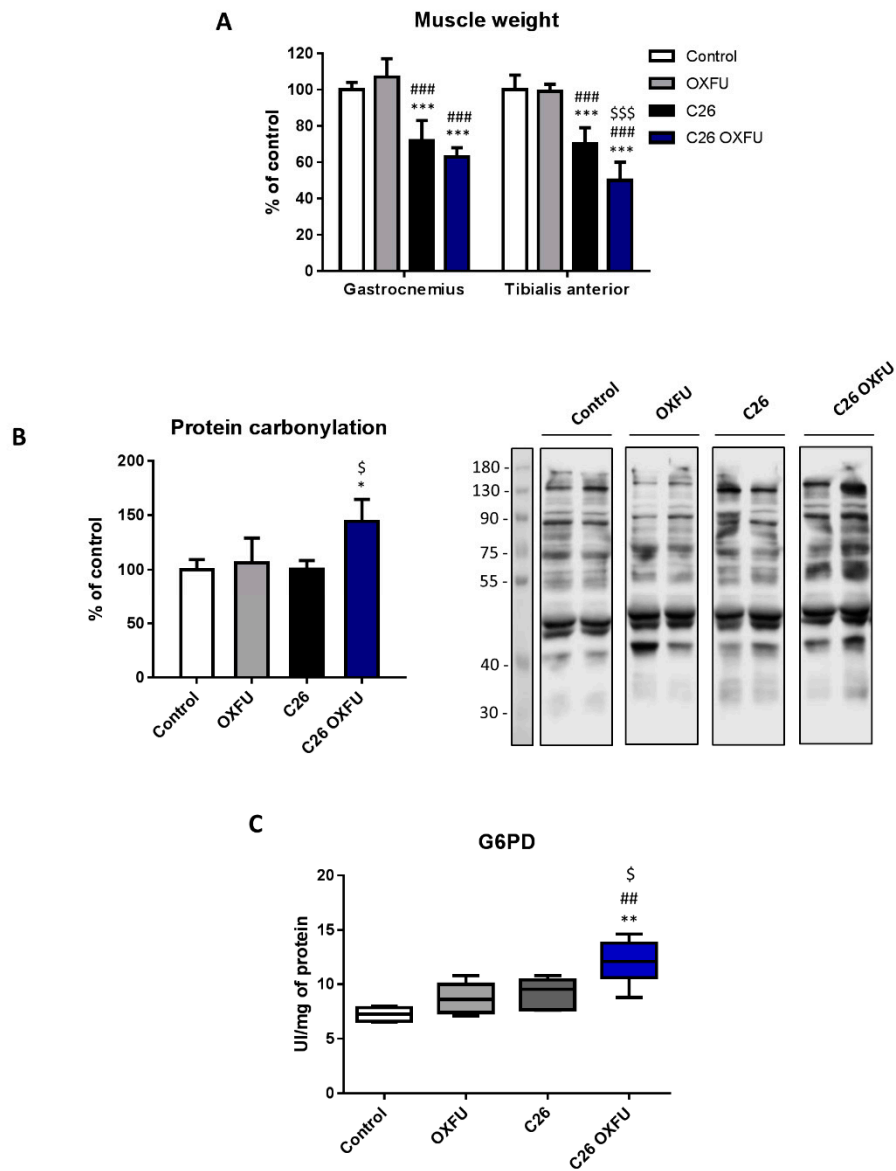 A
Muscle weight
% of control
120
100
80
60
40
20
0
###
***
###
***
###
***
$$$
###
***
Gastrocnemius
Tibialis anterior
Control
OXFU
C26
C26 OXFU
B
Protein carbonylation
% of control
200
150
100
50
0
$
*
Control
OXFU
C26
C26 OXFU
Control
OXFU
C26
C26 OXFU
180 -
130 -
90 -
75 -
55 -
40 -
30 -
C
G6PD
UI/mg of protein
20
15
10
5
0
$
##
**
Control
OXFU
C26
C26 OXFU